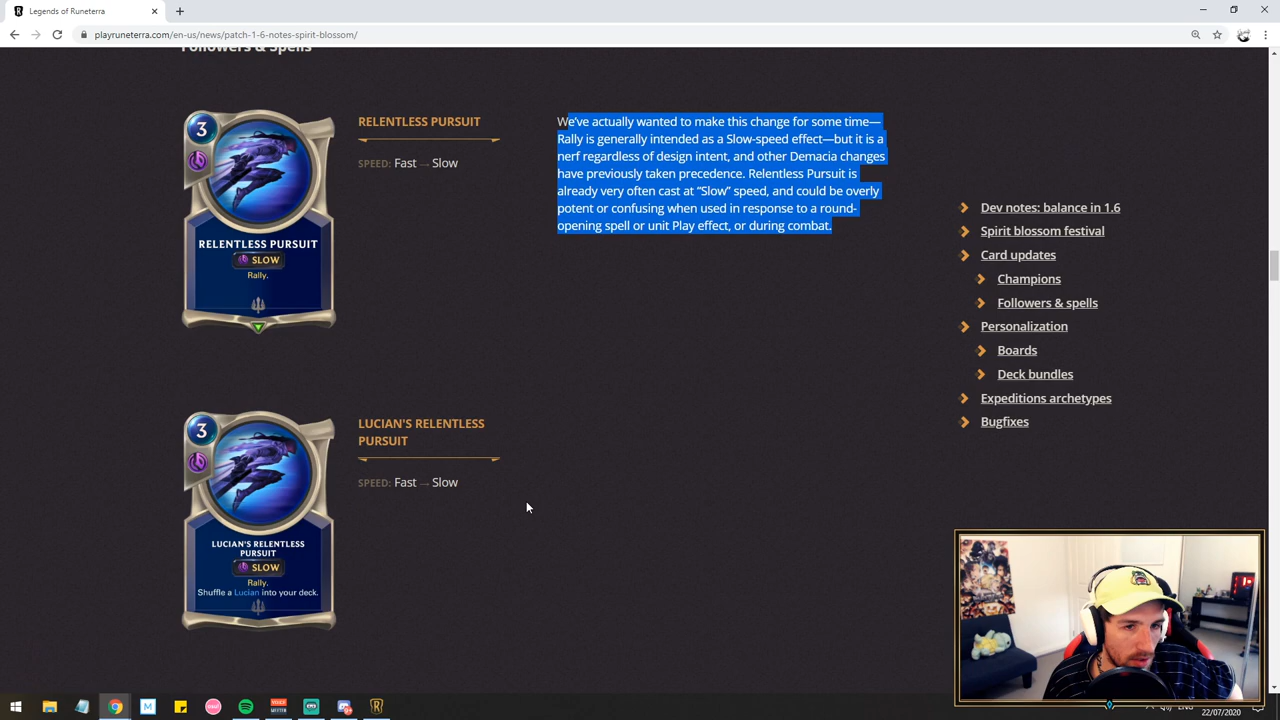 Legends of Runeterra
playruneterra.com/en-us/news/patch-1-6-notes-spirit-blossom/
Followers & Spells
3
RELENTLESS PURSUIT
SLOW
Rally.
RELENTLESS PURSUIT
SPEED: Fast → Slow
We've actually wanted to make this change for some time—
Rally is generally intended as a Slow-speed effect—but it is a
nerf regardless of design intent, and other Demacia changes
have previously taken precedence. Relentless Pursuit is
already very often cast at “Slow” speed, and could be overly
potent or confusing when used in response to a round-
opening spell or unit Play effect, or during combat.
3
LUCIAN'S RELENTLESS
PURSUIT
SLOW
Rally.
Shuffle a Lucian into your deck.
LUCIAN'S RELENTLESS
PURSUIT
SPEED: Fast → Slow
Dev notes: balance in 1.6
Spirit blossom festival
Card updates
Champions
Followers & spells
Personalization
Boards
Deck bundles
Expeditions archetypes
Bugfixes
ENG
22/07/2020